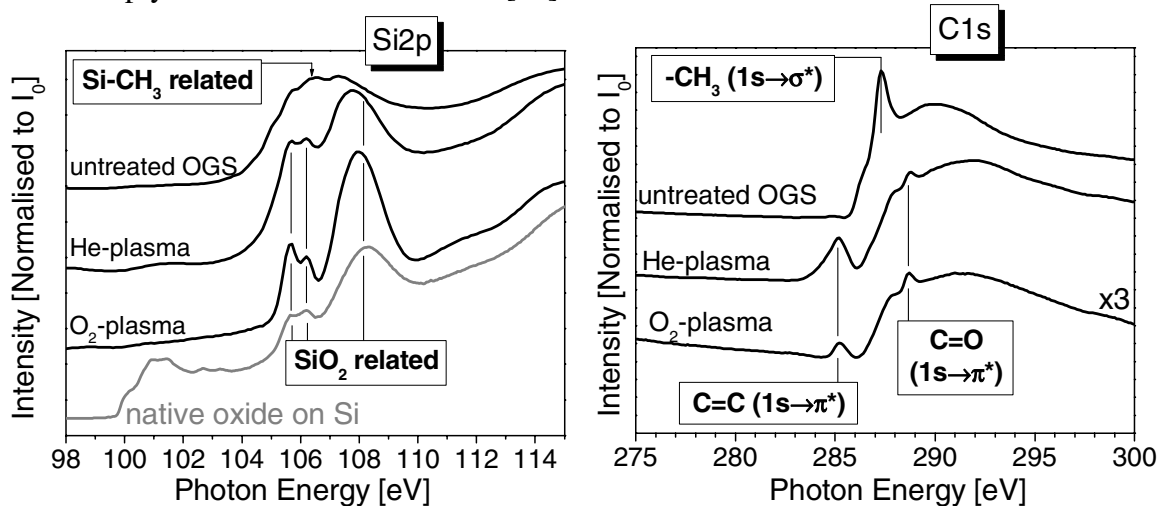 Si2p
Intensity [Normalised to I0]
Si-CH3 related
untreated OGS
He-plasma
O2-plasma
SiO2 related
native oxide on Si
98 100 102 104 106 108 110 112 114
Photon Energy [eV]
C1s
Intensity [Normalised to I0]
-CH3 (1s→σ*)
untreated OGS
He-plasma
x3
O2-plasma
C=O
(1s→π*)
C=C (1s→π*)
275 280 285 290 295 300
Photon Energy [eV]